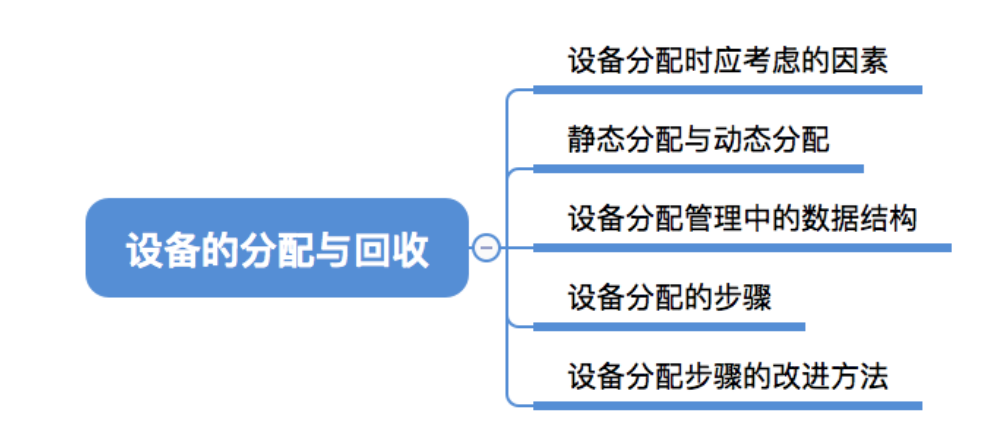 设备的分配与回收
设备分配时应考虑的因素
静态分配与动态分配
设备分配管理中的数据结构
设备分配的步骤
设备分配步骤的改进方法